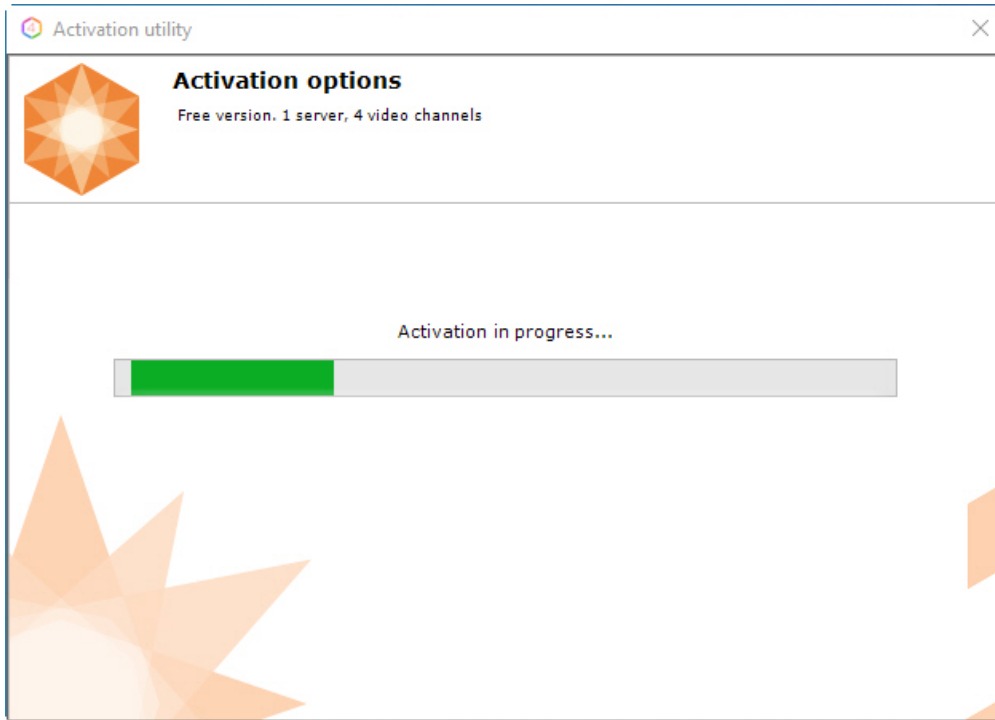 Activation utility
Activation options
Free version. 1 server, 4 video channels
Activation in progress...